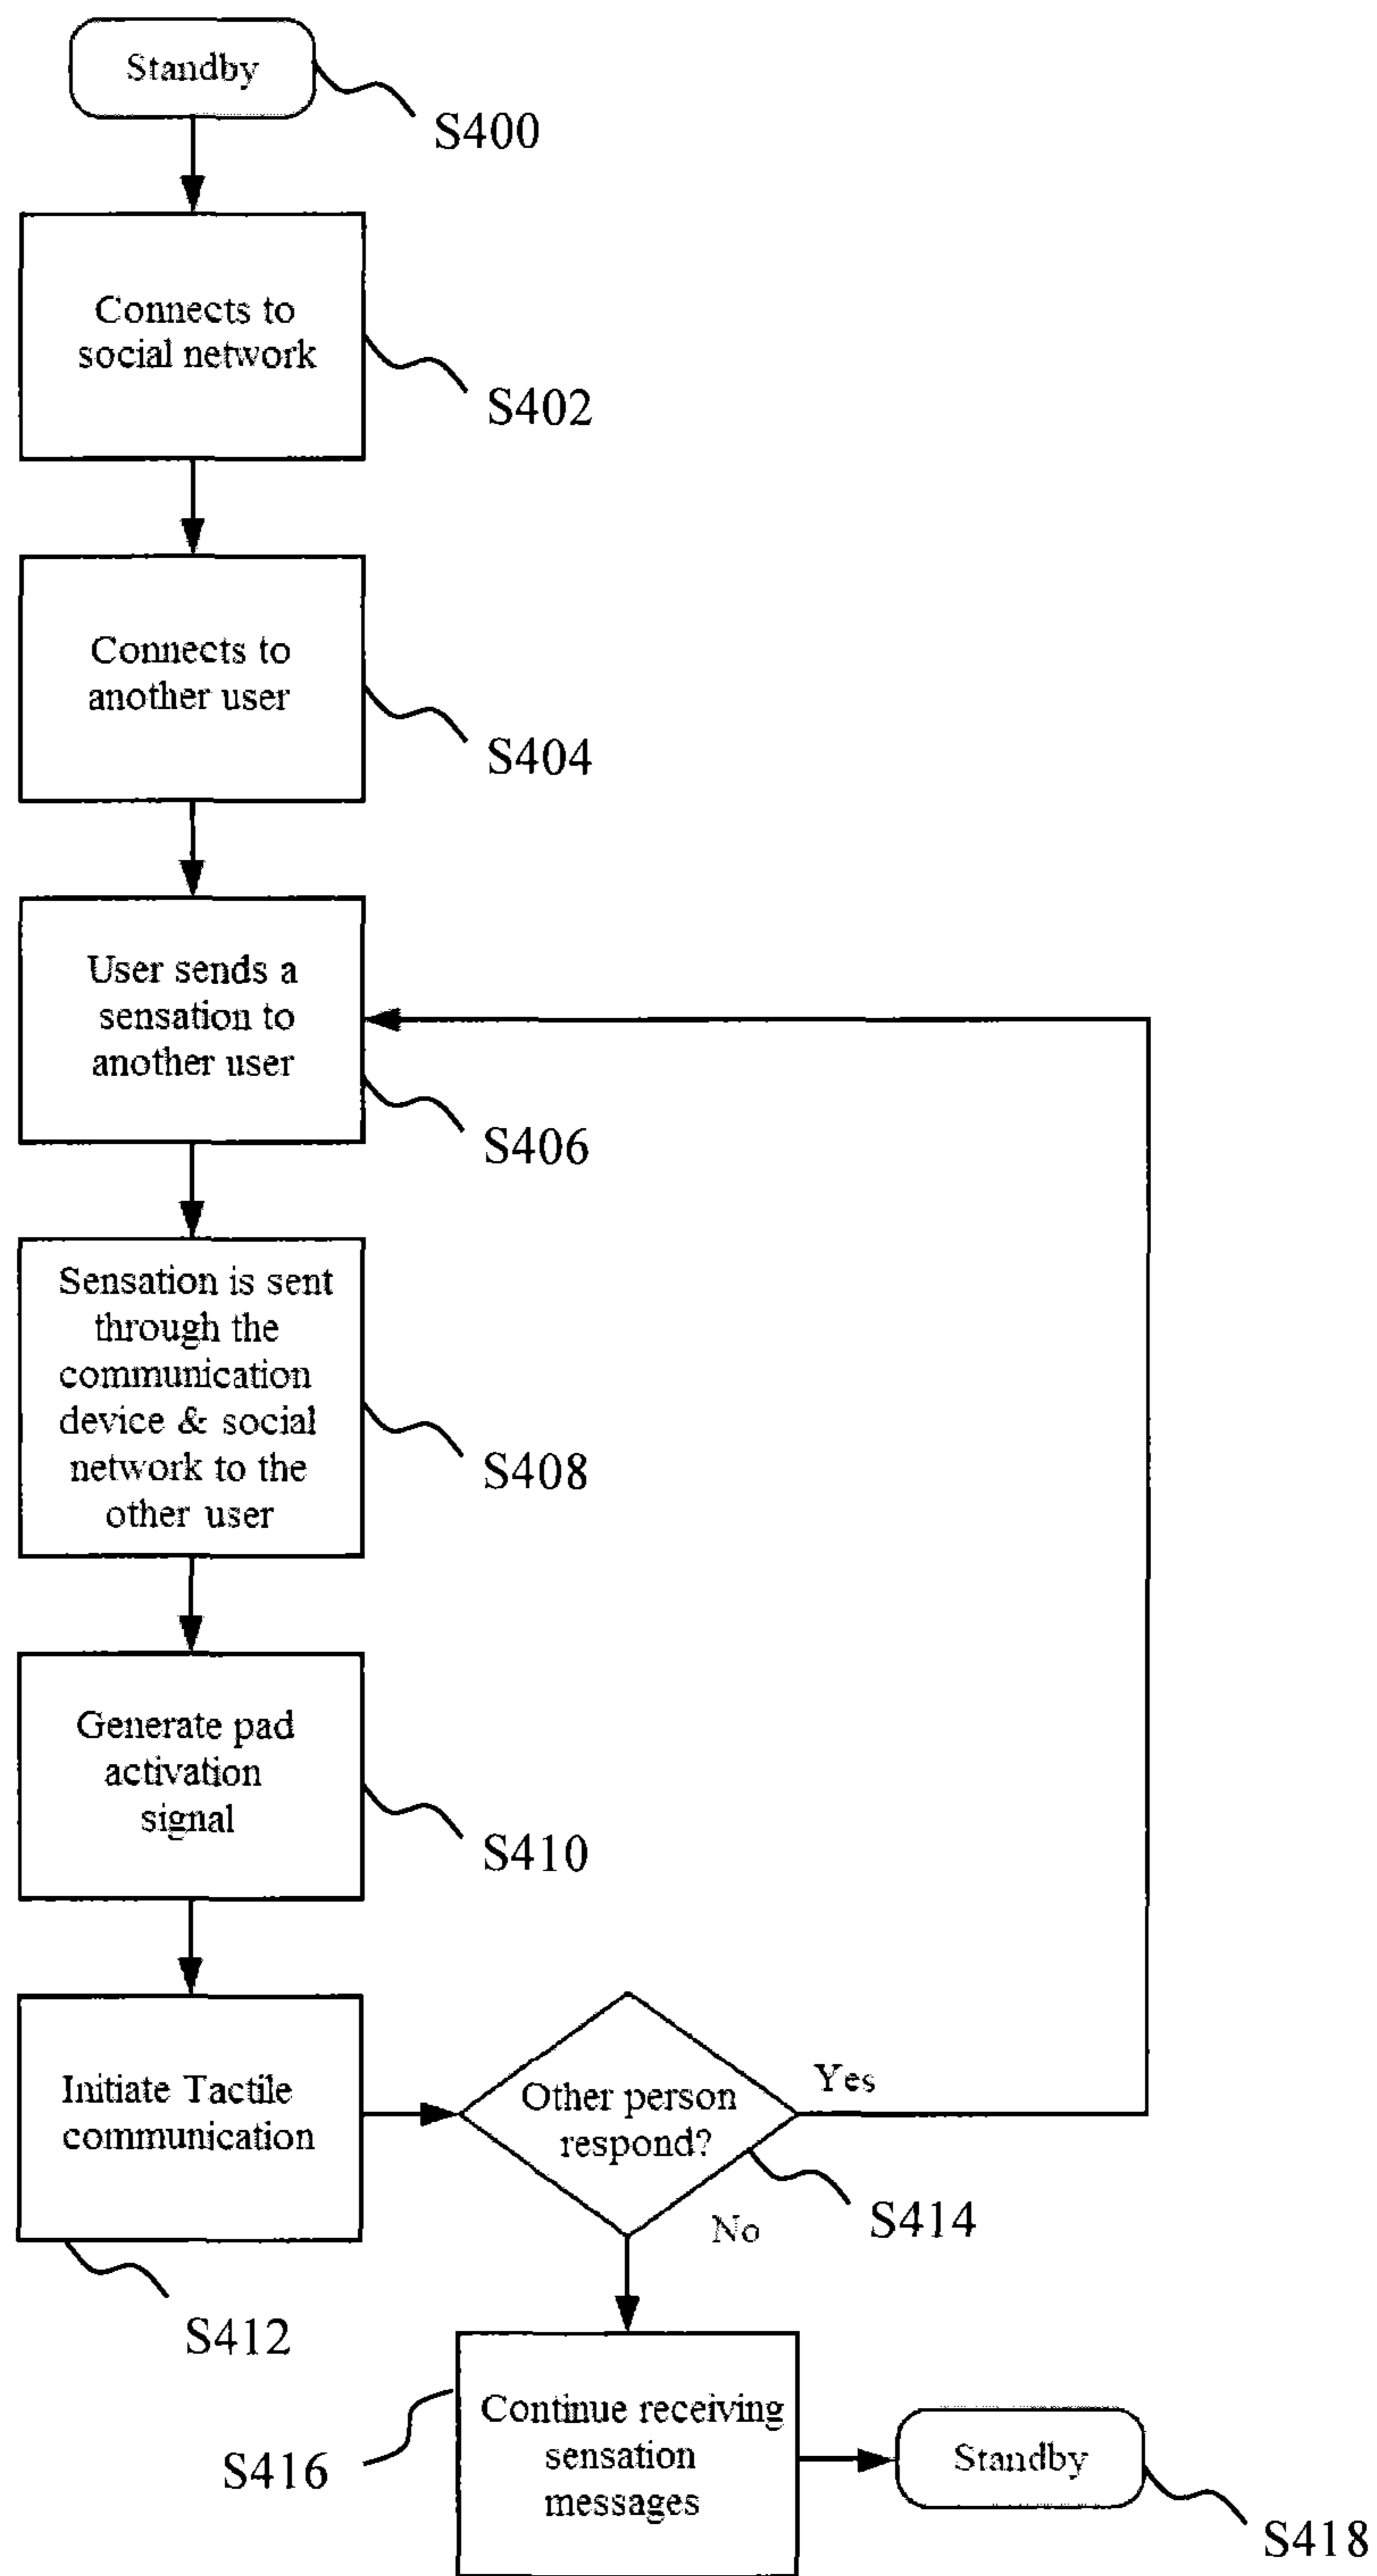 Standby
S400
Connects to
social network
S402
Connects to
another user
S404
User sends a
sensation to
another user
S406
Sensation is sent
through the
communication
device & social
network to the
other user
S408
Generate pad
activation
signal
S410
Initiate Tactile
communication
S412
Other person
respond?
Yes
No
S414
Continue receiving
sensation
messages
S416
Standby
S418